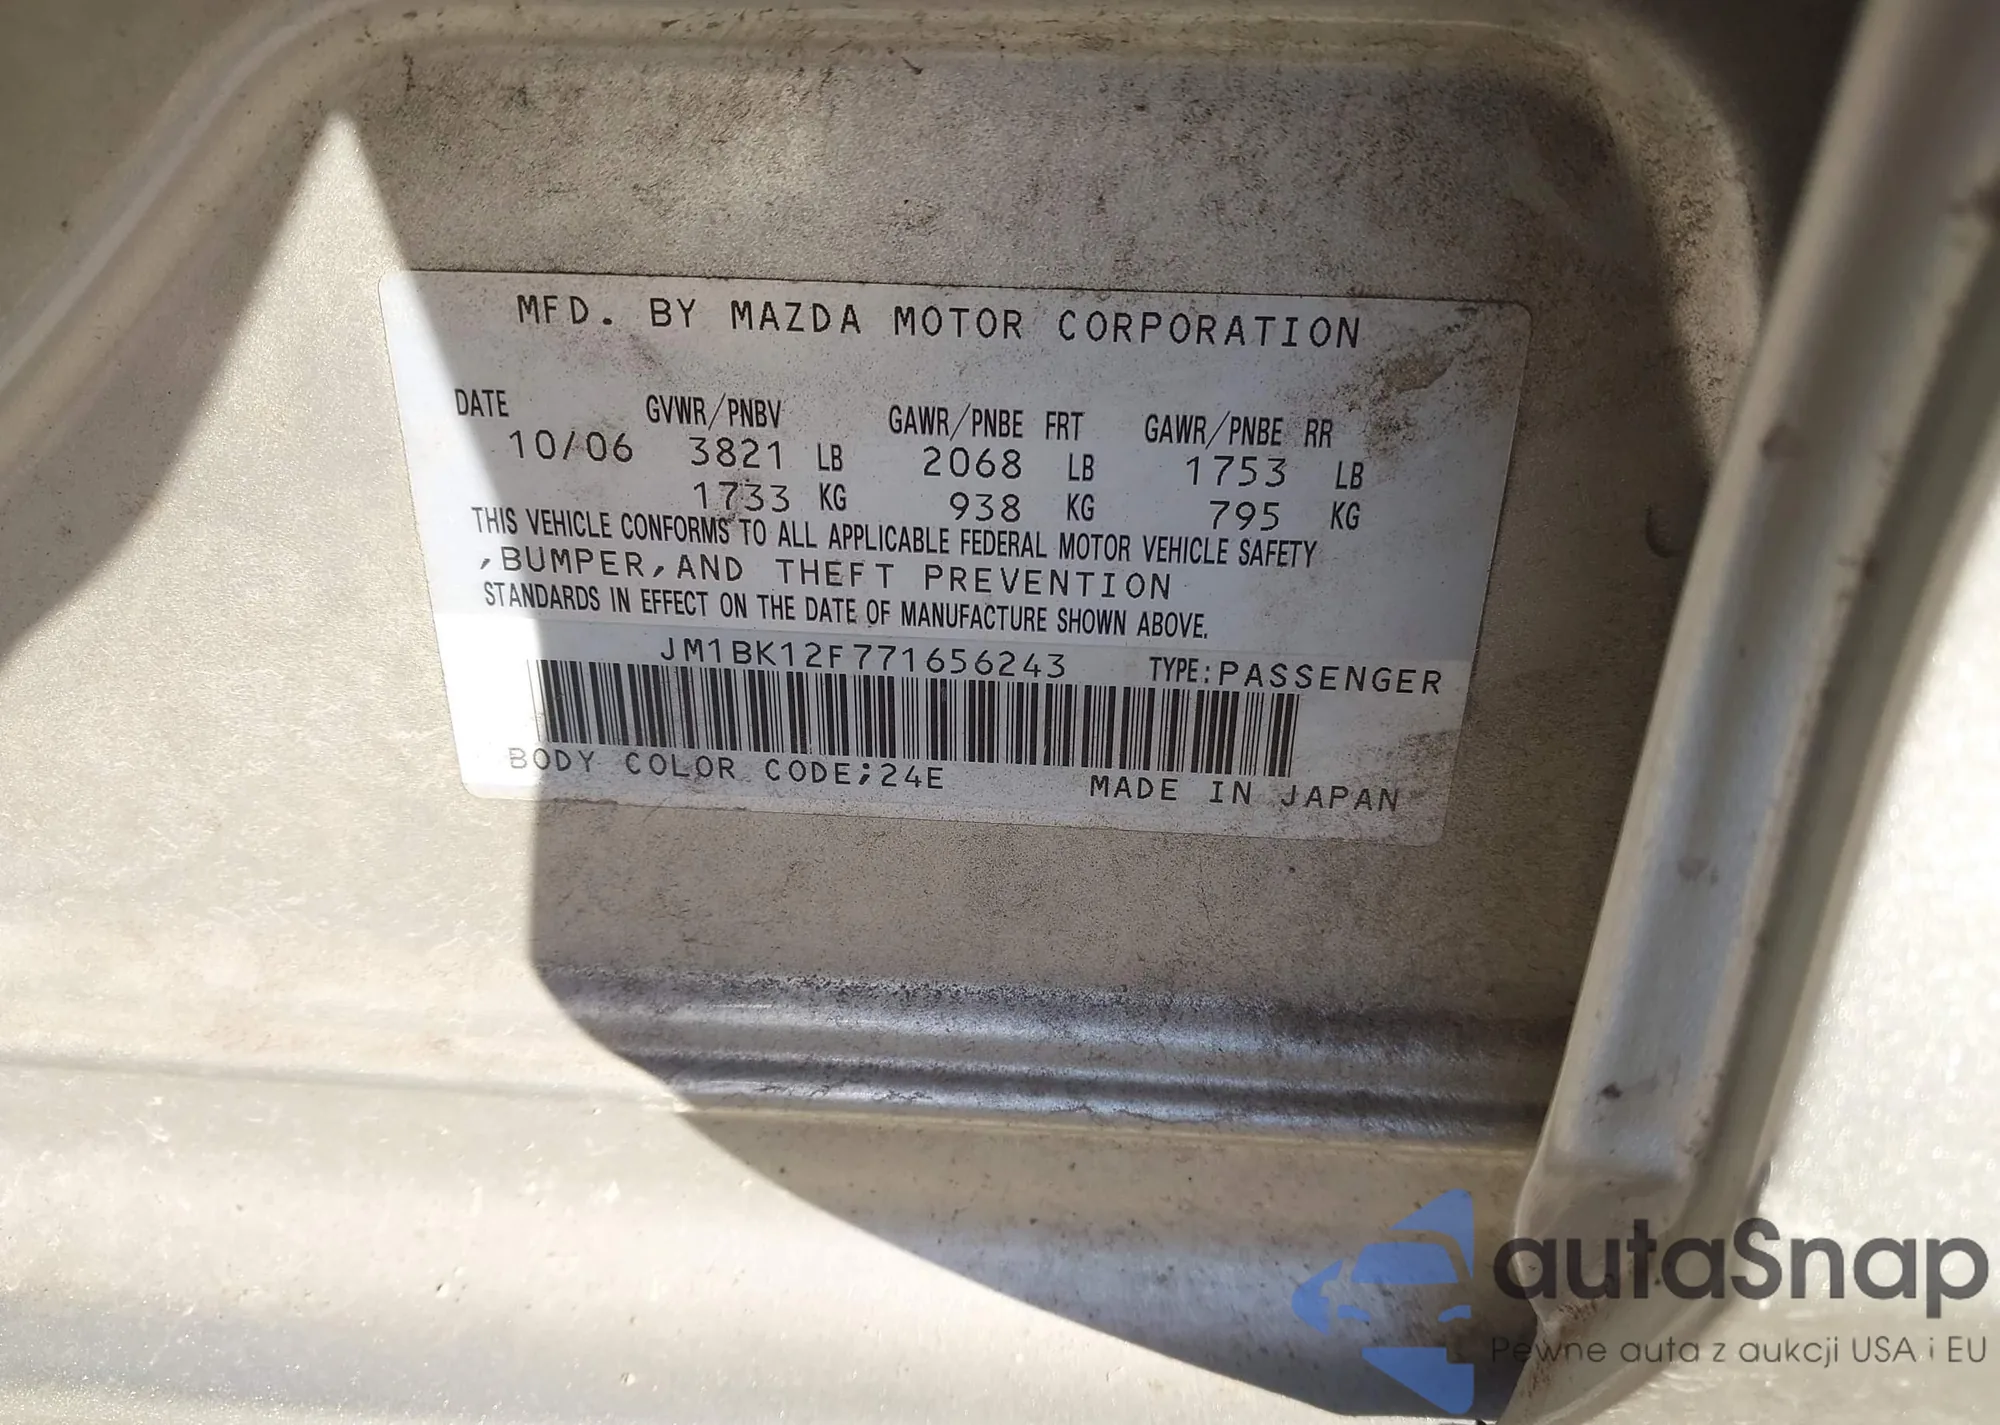 MFD. BY MAZDA MOTOR CORPORATION
DATE GVWR/PNBV GAWR/PNBE FRT GAWR/PNBE RR
10/06 3821 LB 2068 LB 1753 LB
1733 KG 938 KG 795 KG
THIS VEHICLE CONFORMS TO ALL APPLICABLE FEDERAL MOTOR VEHICLE SAFETY
,BUMPER,AND THEFT PREVENTION
STANDARDS IN EFFECT ON THE DATE OF MANUFACTURE SHOWN ABOVE.
JM1BK12F771656243 TYPE:PASSENGER
BODY COLOR CODE;24E MADE IN JAPAN
autaSnap
Pewne auta z aukcji USA i EU